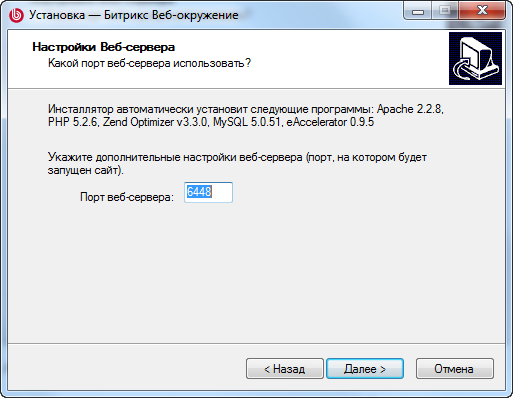 Установка — Битрикс Веб-окружение
Настройки Веб-сервера
Какой порт веб-сервера использовать?
Инсталлятор автоматически установит следующие программы: Apache 2.2.8,
PHP 5.2.6, Zend Optimizer v3.3.0, MySQL 5.0.51, eAccelerator 0.9.5
Укажите дополнительные настройки веб-сервера (порт, на котором будет
запущен сайт).
Порт веб-сервера: 6448
< Назад Далее > Отмена